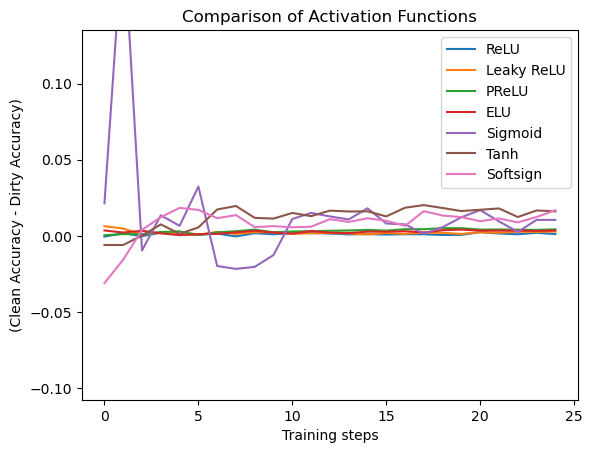 Comparison of Activation Functions
(Clean Accuracy - Dirty Accuracy)
0.10
0.05
0.00
−0.05
−0.10
ReLU
Leaky ReLU
PReLU
ELU
Sigmoid
Tanh
Softsign
0
5
10
15
20
25
Training steps